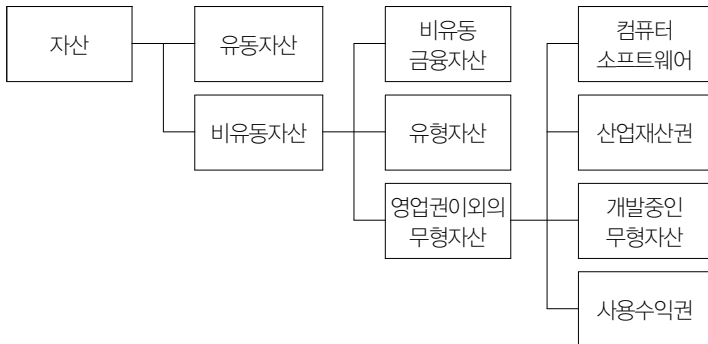 자산
유동자산
비유동
금융자산
컴퓨터
소프트웨어
비유동자산
유형자산
산업재산권
영업권이외의
무형자산
개발중인
무형자산
사용수익권